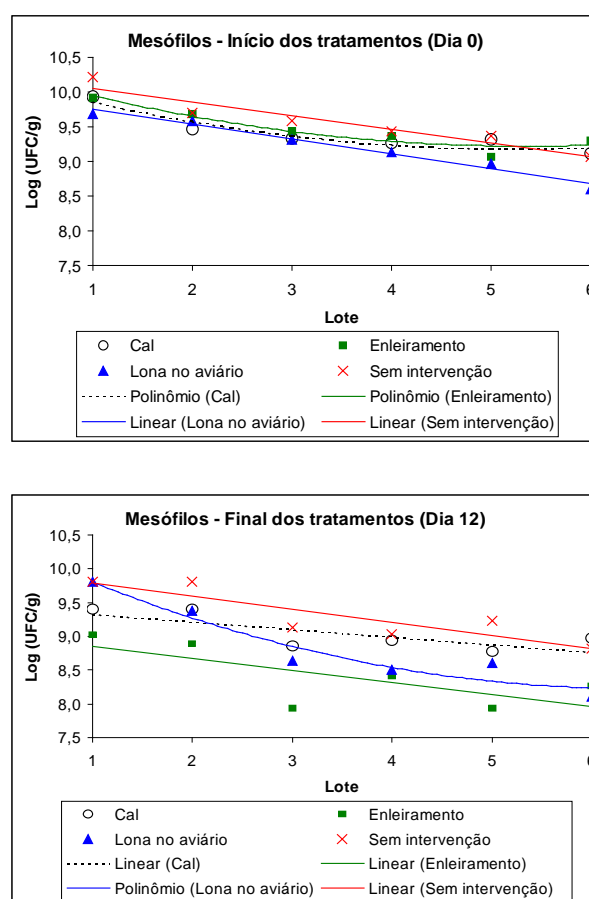 Mesófilos - Início dos tratamentos (Dia 0)
10,5
10,0
9,5
9,0
8,5
8,0
7,5
Log (UFC/g)
1 2 3 4 5 6
Lote
Cal Enleiramento
Lona no aviário Sem intervenção
Polinômio (Cal) Polinômio (Enleiramento)
Linear (Lona no aviário) Linear (Sem intervenção)
Mesófilos - Final dos tratamentos (Dia 12)
10,5
10,0
9,5
9,0
8,5
8,0
7,5
Log (UFC/g)
1 2 3 4 5 6
Lote
Cal Enleiramento
Lona no aviário Sem intervenção
Linear (Cal) Linear (Enleiramento)
Polinômio (Lona no aviário) Linear (Sem intervenção)